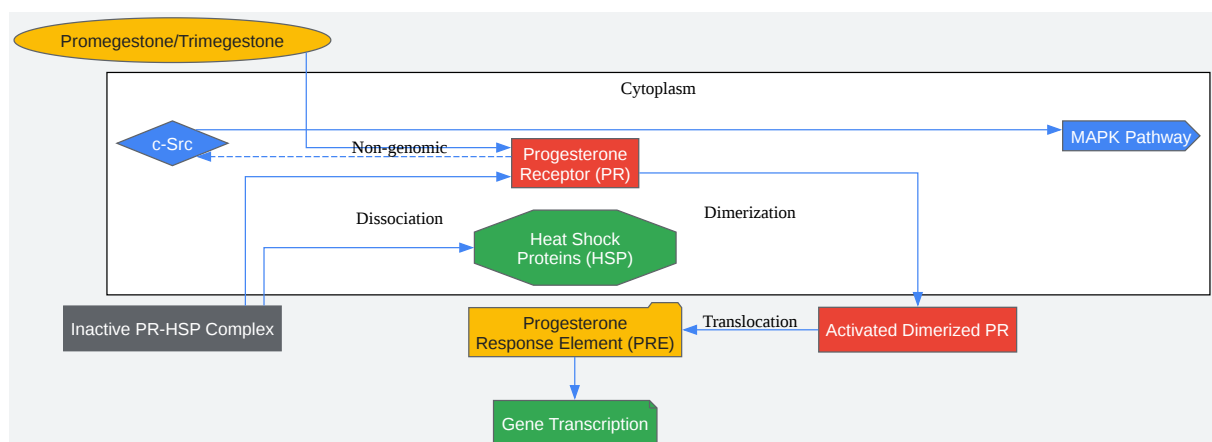 Promegestone/Trimegestone
Cytoplasm
c-Src
MAPK Pathway
Non-genomic
Progesterone
Receptor (PR)
Dissociation
Dimerization
Heat Shock
Proteins (HSP)
Inactive PR-HSP Complex
Progesterone
Response Element (PRE)
Translocation
Activated Dimerized PR
Gene Transcription